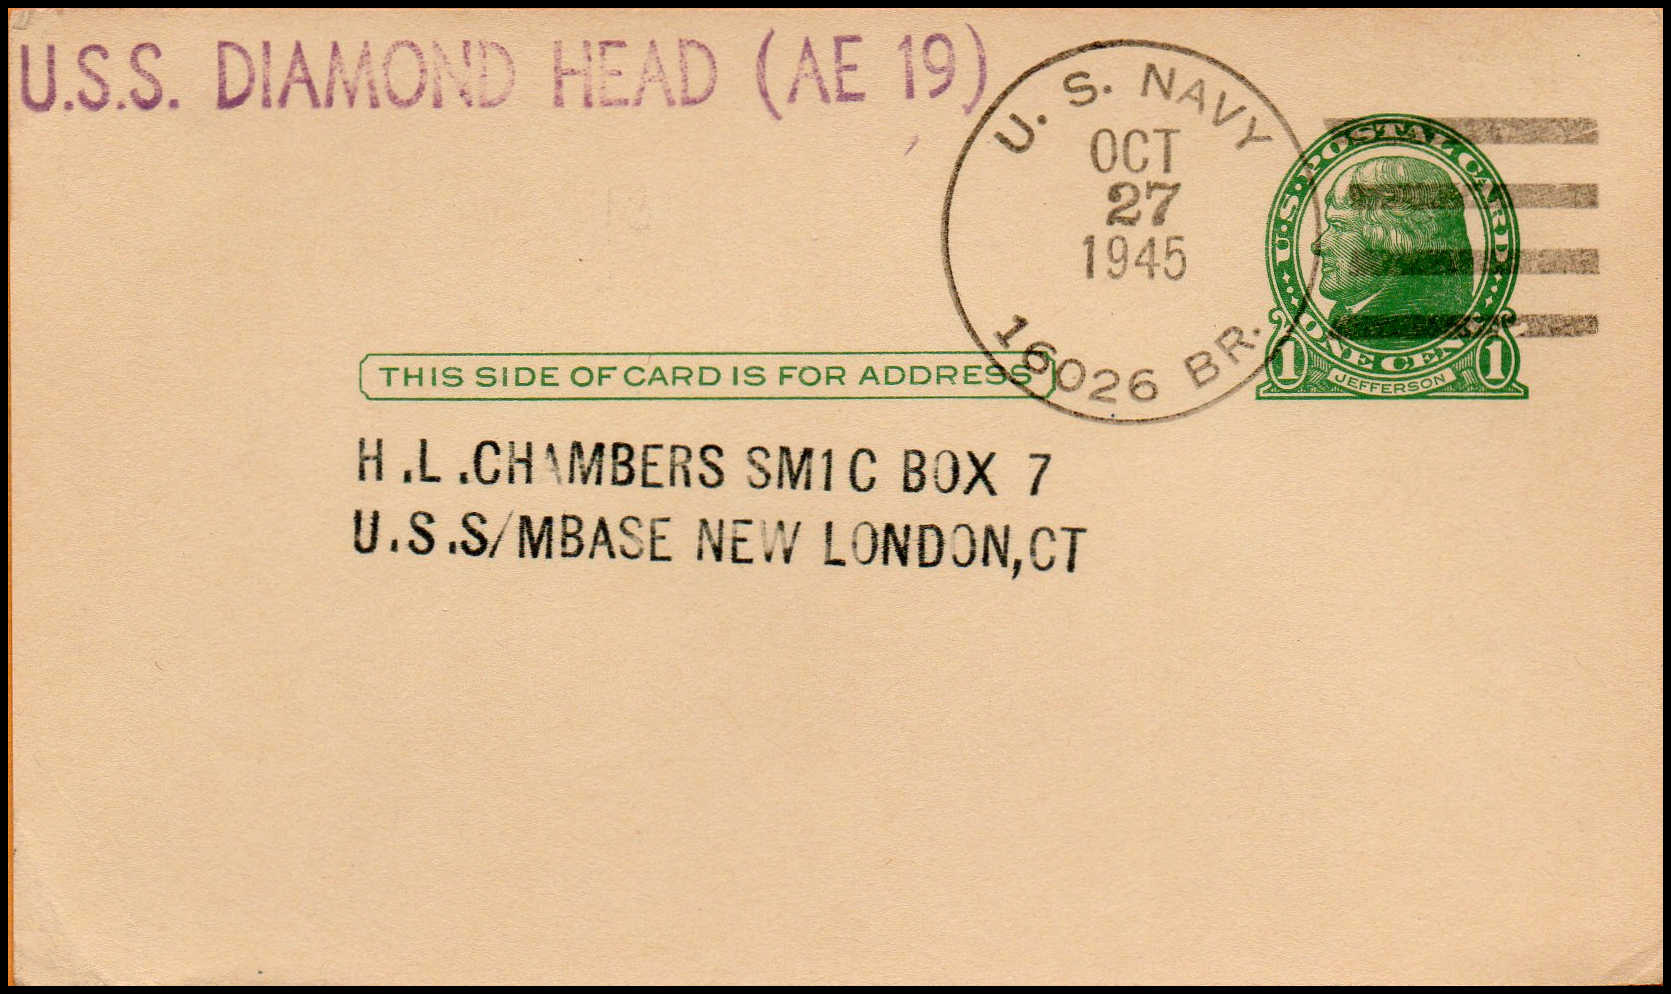 U.S.S. DIAMOND HEAD (AE 19)
U. S. NAVY
OCT
27
1945
16026 BR.
U.S. POSTAL CARD
ONE CENT
1 JEFFERSON 1
THIS SIDE OF CARD IS FOR ADDRESS
H.L.CHAMBERS SM1C BOX 7
U.S.S/MBASE NEW LONDON,CT